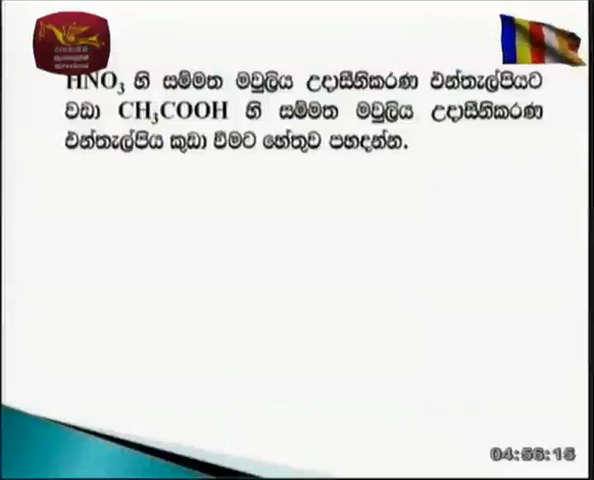 HNO₃ හි සම්මත මවුලිය උදාසීනිකරණ එන්තැල්පියට
වඩා CH₃COOH හි සම්මත මවුලිය උදාසීනිකරණ
එන්තැල්පිය කුඩා වීමට හේතුව පහදන්න.
04:56:15